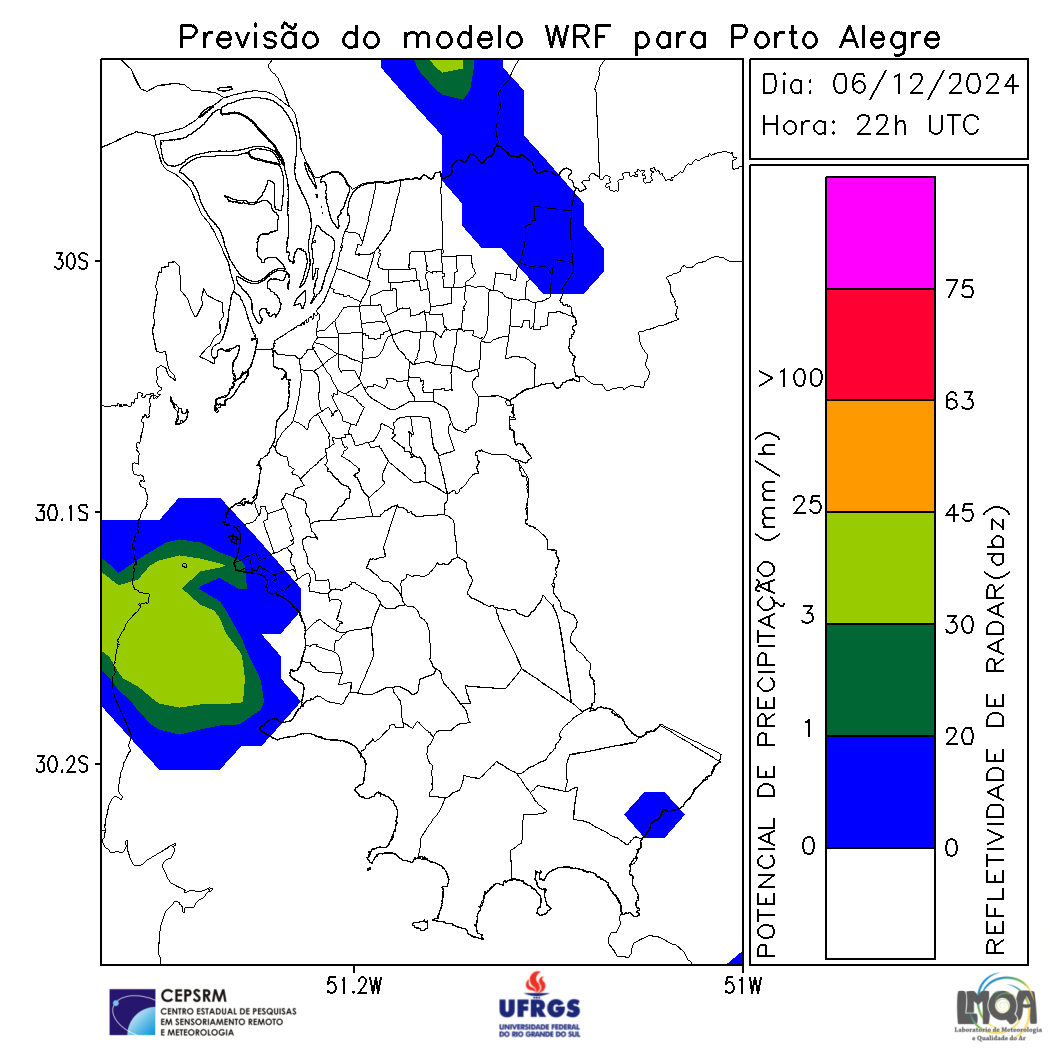 Previsão do modelo WRF para Porto Alegre
Dia: 06/12/2024
Hora: 22h UTC
30S
30.1S
30.2S
51.2W
51W
POTENCIAL DE PRECIPITAÇÃO (mm/h)
>100
25
3
1
0
75
63
45
30
20
0
REFLETIVIDADE DE RADAR(dbz)
CEPSRM
CENTRO ESTADUAL DE PESQUISAS
EM SENSORIAMENTO REMOTO
E METEOROLOGIA
UFRGS
UNIVERSIDADE FEDERAL
DO RIO GRANDE DO SUL
LMQA
Laboratório de Meteorologia
e Qualidade do Ar